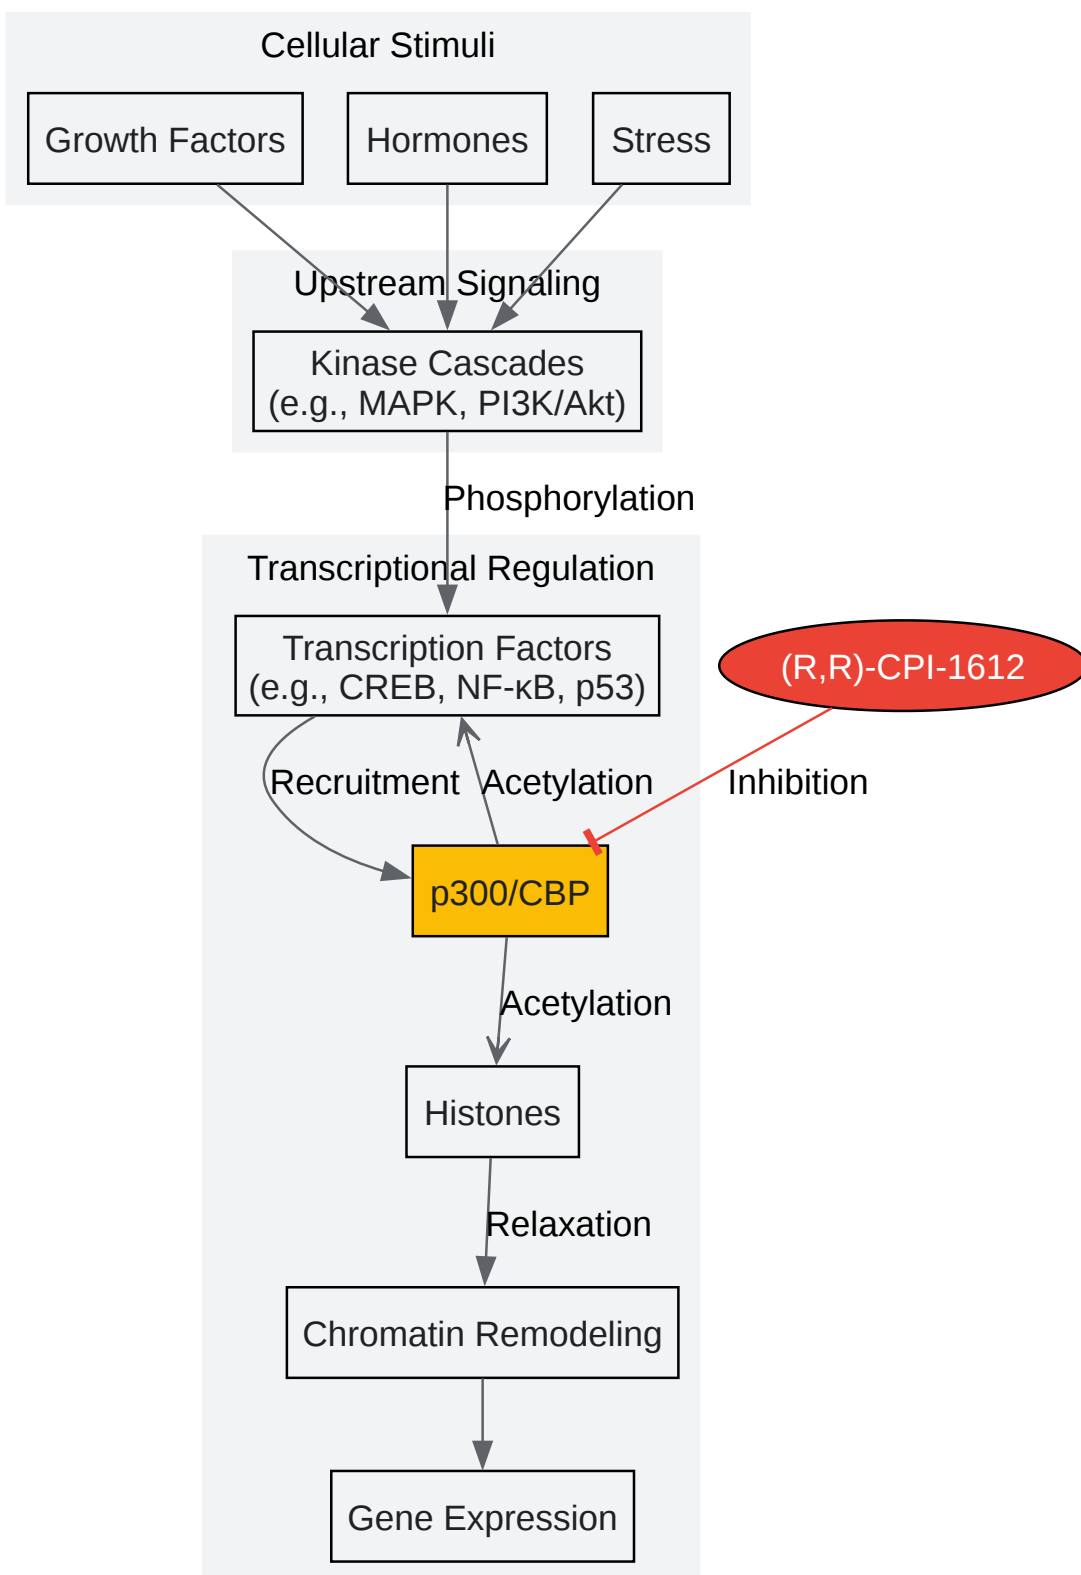 Cellular Stimuli
Growth Factors
Hormones
Stress
Upstream Signaling
Kinase Cascades
(e.g., MAPK, PI3K/Akt)
Phosphorylation
Transcriptional Regulation
Transcription Factors
(e.g., CREB, NF-κB, p53)
(R,R)-CPI-1612
Recruitment
Acetylation
Inhibition
p300/CBP
Acetylation
Histones
Relaxation
Chromatin Remodeling
Gene Expression